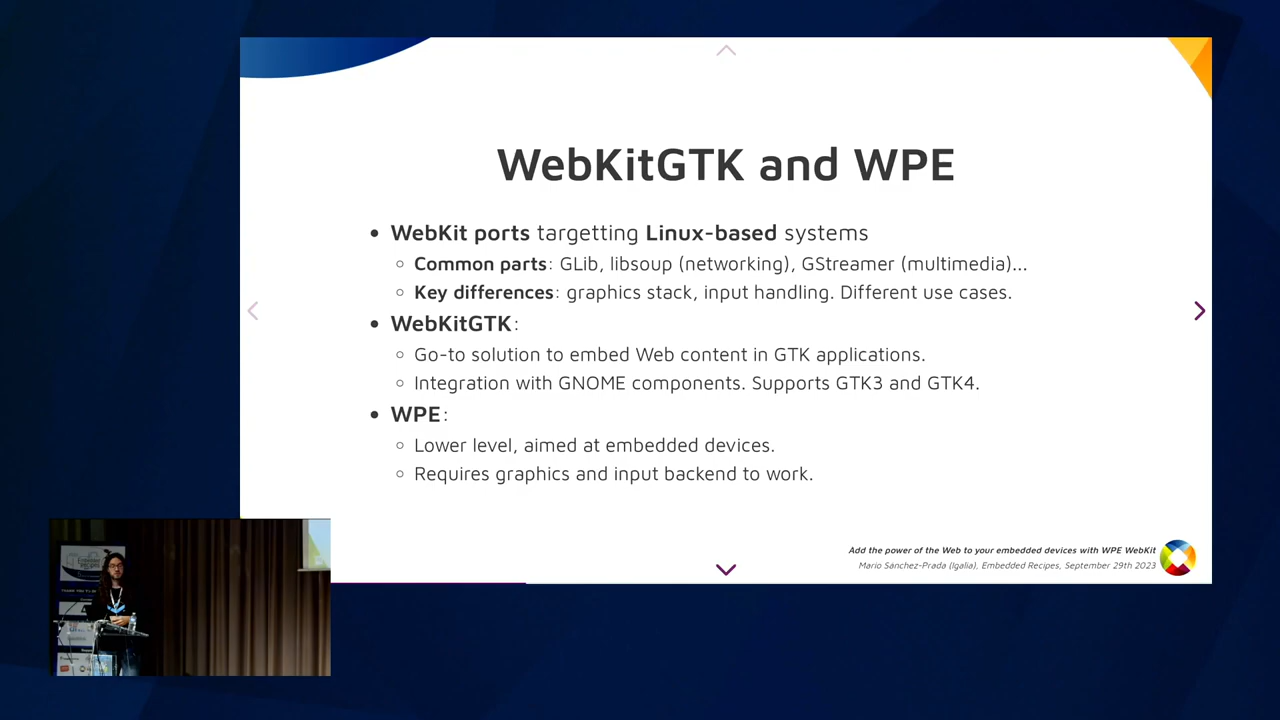 WebKitGTK and WPE
• WebKit ports targetting Linux-based systems
○ Common parts: GLib, libsoup (networking), GStreamer (multimedia)...
○ Key differences: graphics stack, input handling. Different use cases.
• WebKitGTK:
○ Go-to solution to embed Web content in GTK applications.
○ Integration with GNOME components. Supports GTK3 and GTK4.
• WPE:
○ Lower level, aimed at embedded devices.
○ Requires graphics and input backend to work.
Add the power of the Web to your embedded devices with WPE WebKit
Mario Sánchez-Prada (Igalia), Embedded Recipes, September 29th 2023